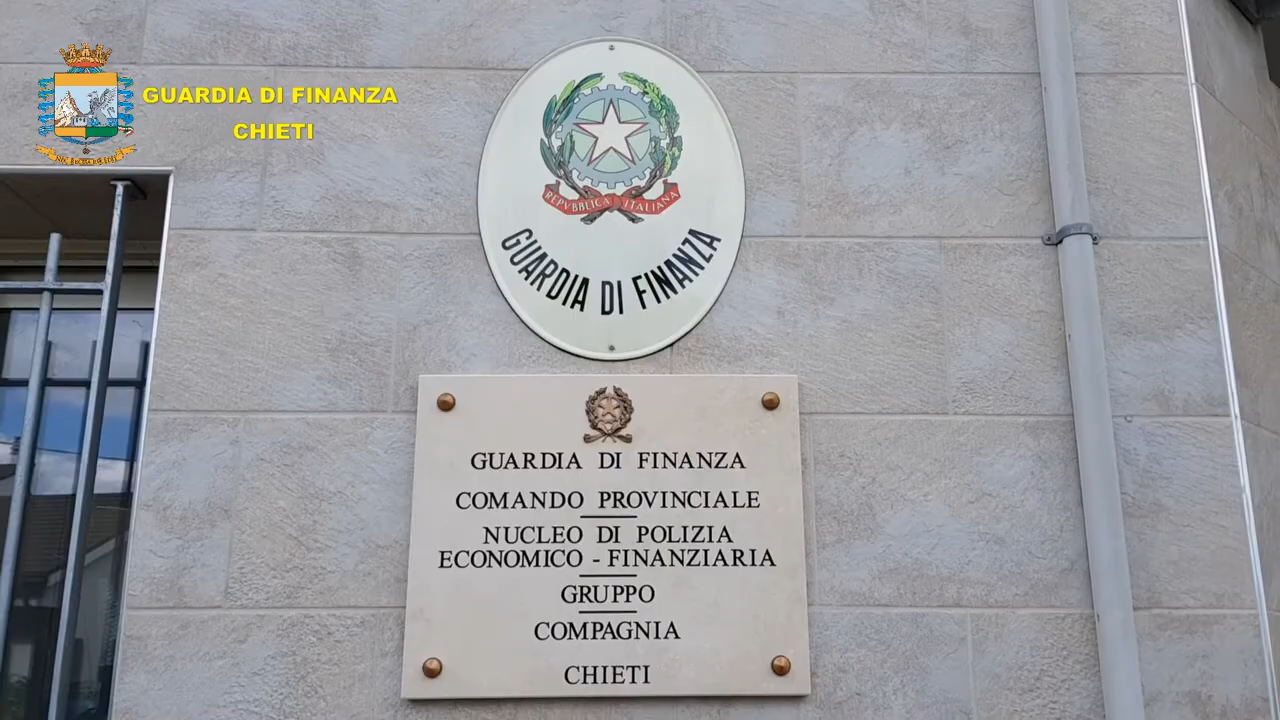 GUARDIA DI FINANZA
CHIETI
REPVBBLICA ITALIANA
GUARDIA DI FINANZA
GUARDIA DI FINANZA
COMANDO PROVINCIALE
NUCLEO DI POLIZIA
ECONOMICO - FINANZIARIA
GRUPPO
COMPAGNIA
CHIETI